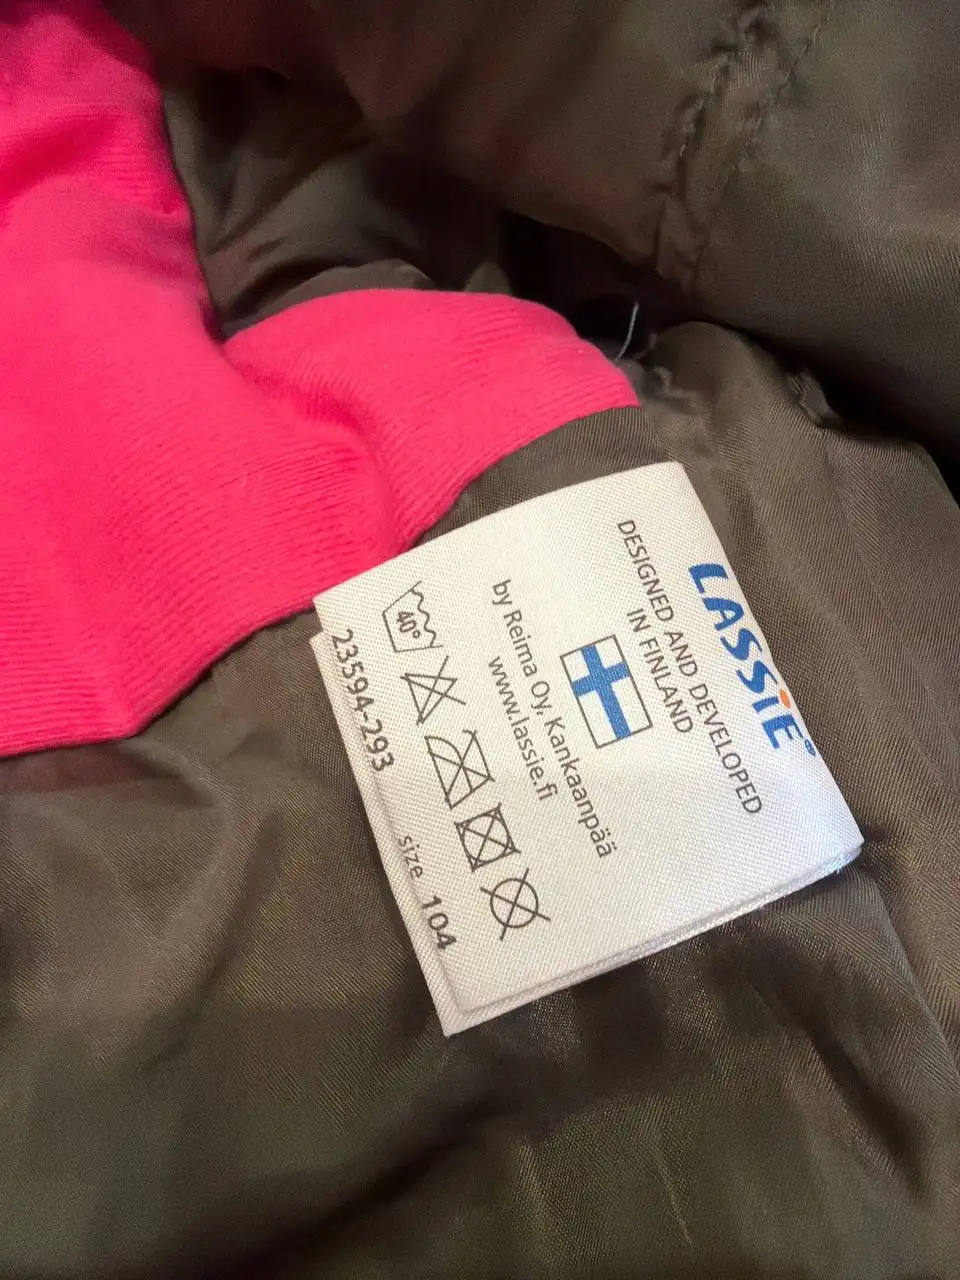 LASSiE®
DESIGNED AND DEVELOPED
IN FINLAND
by Reima Oy, Kankaanpää
www.lassie.fi
40°
23594-293 size 104